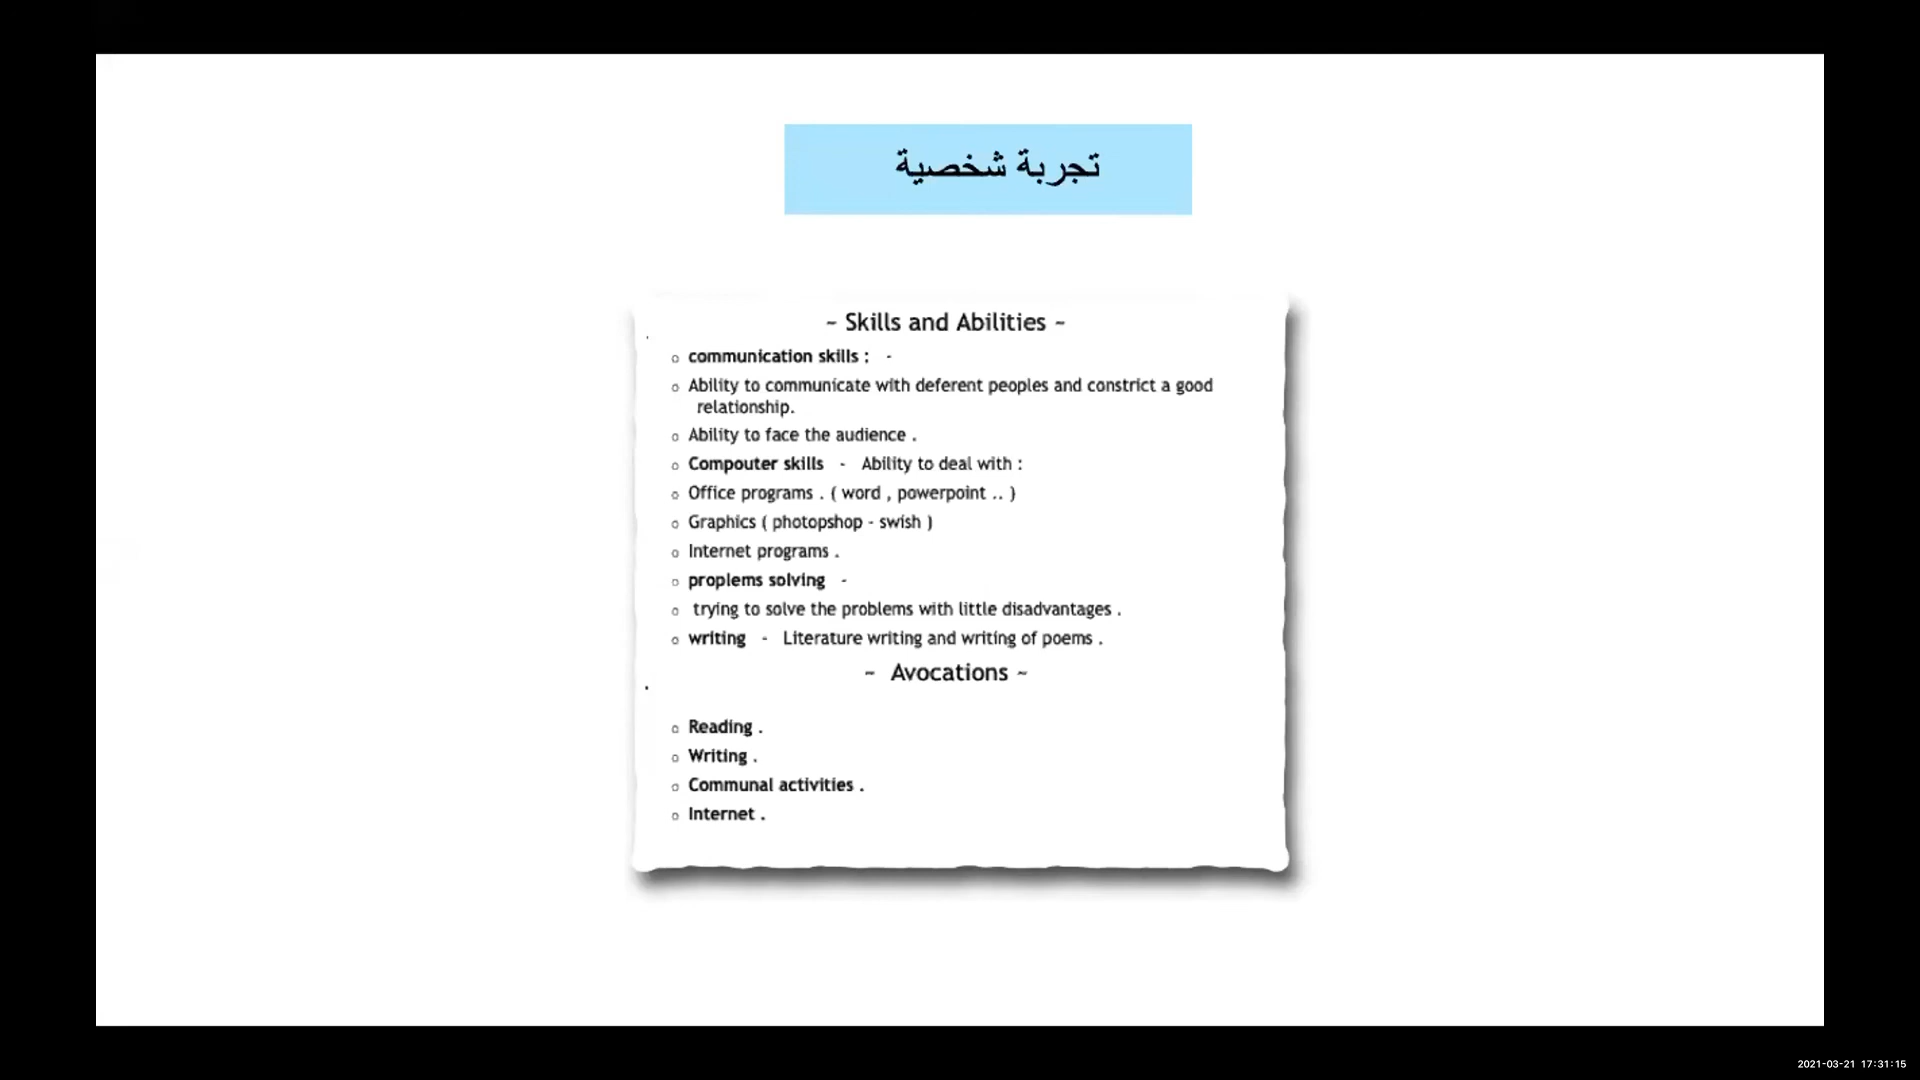 تجربة شخصية
~ Skills and Abilities ~
communication skills : -
Ability to communicate with deferent peoples and constrict a good
relationship.
Ability to face the audience .
Compouter skills - Ability to deal with :
Office programs . ( word , powerpoint .. )
Graphics ( photopshop - swish )
Internet programs .
proplems solving -
trying to solve the problems with little disadvantages .
writing - Literature writing and writing of poems .
~ Avocations ~
Reading .
Writing .
Communal activities .
Internet .
2021-03-21 17:31:15